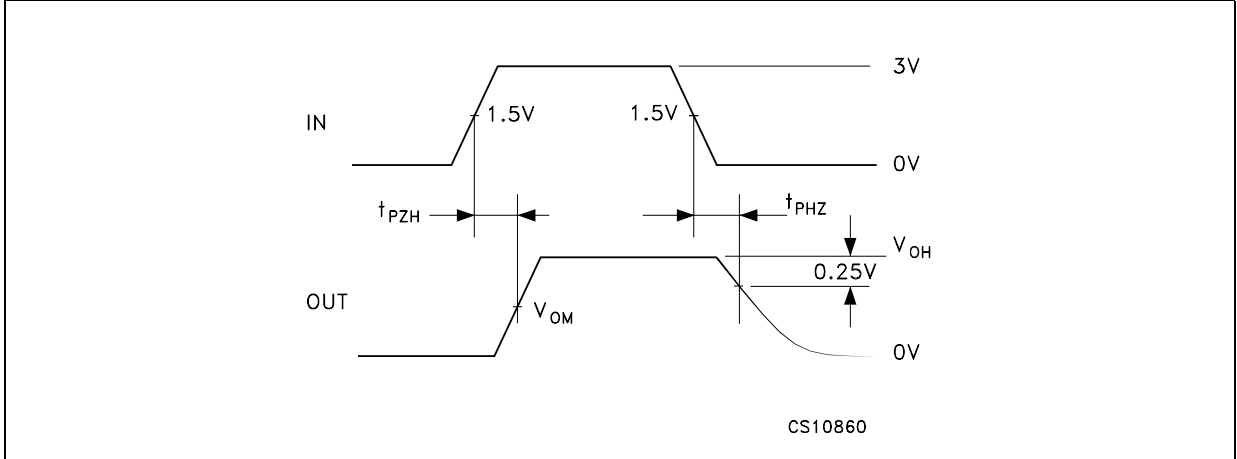 3V
IN
1.5V
1.5V
0V
tPZH
tPHZ
VOH
0.25V
OUT
VOM
0V
CS10860